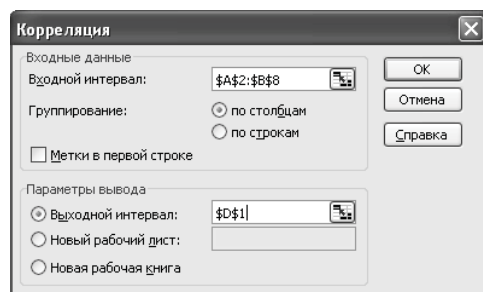 Корреляция
Входные данные
Входной интервал: $A$2:$B$8
Группирование: по столбцам
по строкам
Метки в первой строке
OK
Отмена
Справка
Параметры вывода
Выходной интервал: $D$1
Новый рабочий лист:
Новая рабочая книга